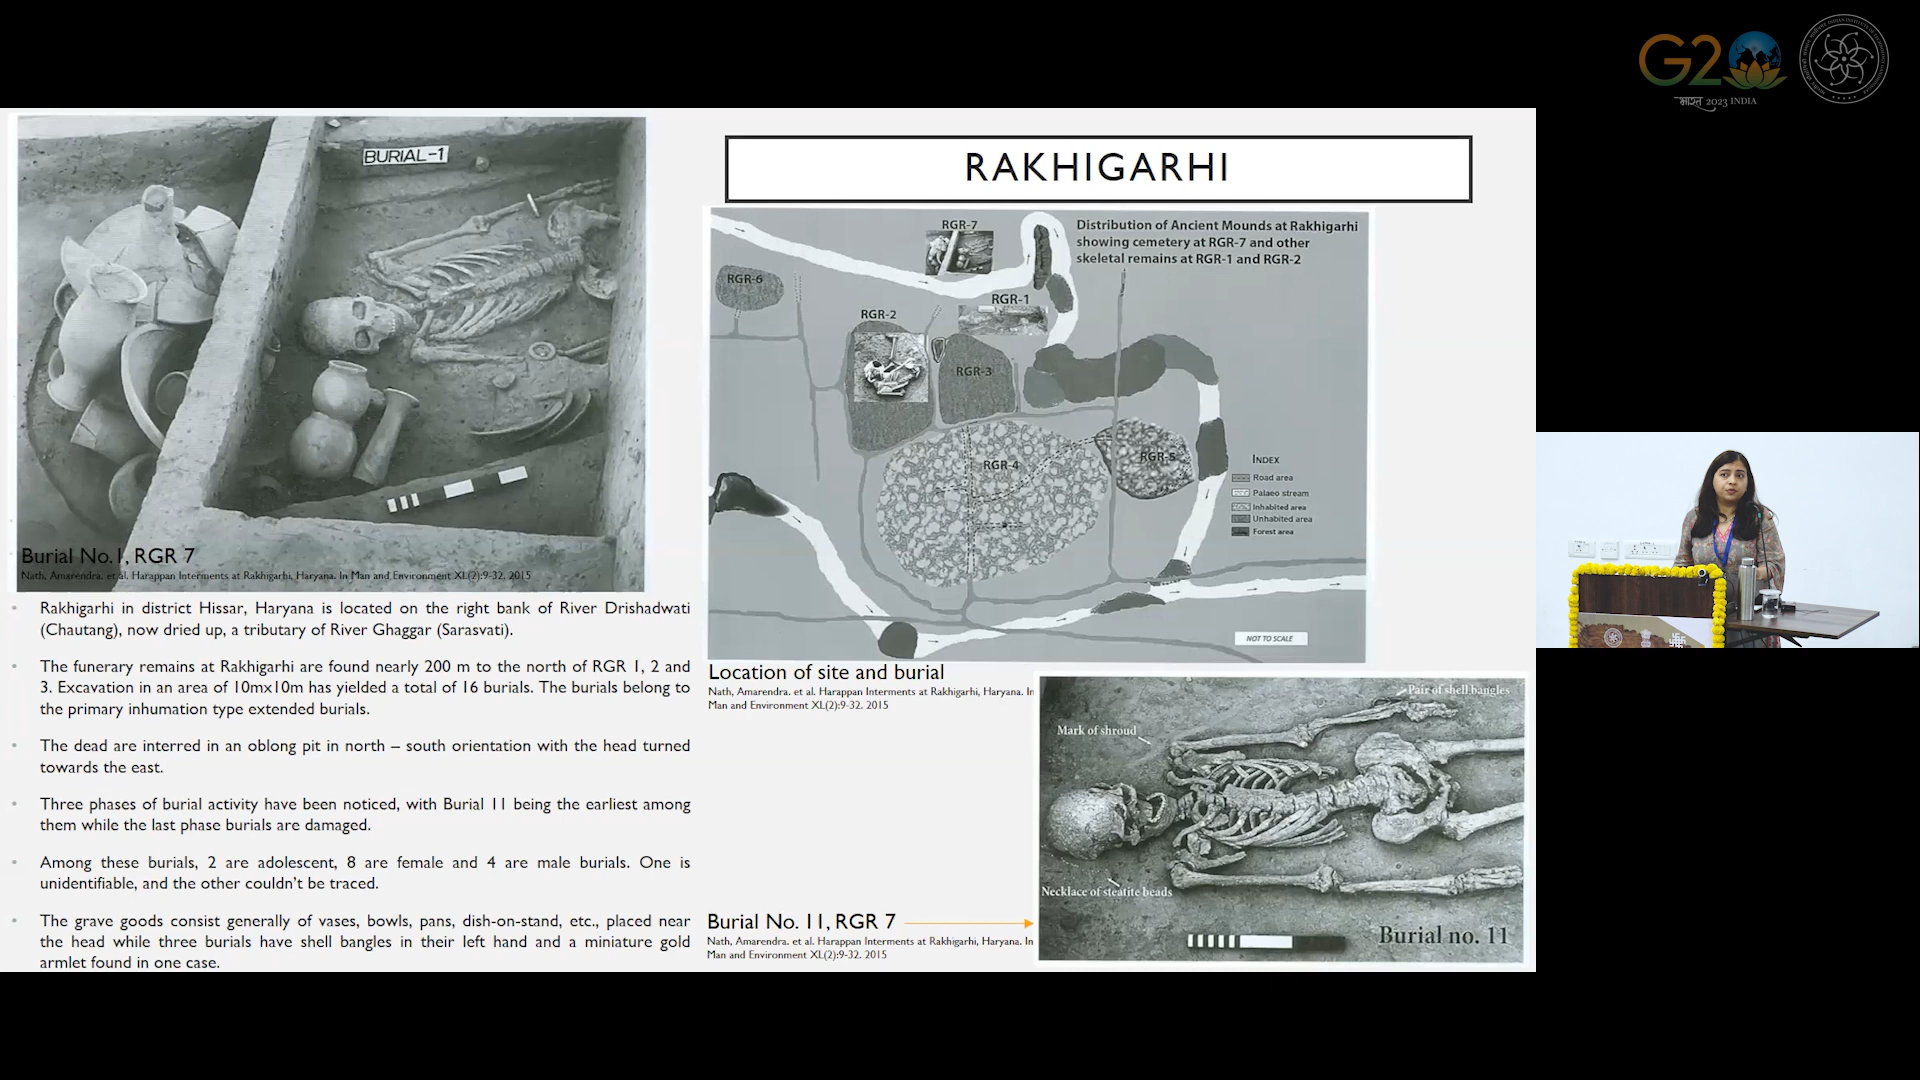 G20
भारत 2023 INDIA
BURIAL-1
Burial No.1, RGR 7
Nath, Amarendra. et al. Harappan Interments at Rakhigarhi, Haryana. In Man and Environment XL(2):9-32. 2015
Rakhigarhi in district Hissar, Haryana is located on the right bank of River Drishadwati
(Chautang), now dried up, a tributary of River Ghaggar (Sarasvati).
The funerary remains at Rakhigarhi are found nearly 200 m to the north of RGR 1, 2 and
3. Excavation in an area of 10mx10m has yielded a total of 16 burials. The burials belong to
the primary inhumation type extended burials.
The dead are interred in an oblong pit in north – south orientation with the head turned
towards the east.
Three phases of burial activity have been noticed, with Burial 11 being the earliest among
them while the last phase burials are damaged.
Among these burials, 2 are adolescent, 8 are female and 4 are male burials. One is
unidentifiable, and the other couldn't be traced.
The grave goods consist generally of vases, bowls, pans, dish-on-stand, etc., placed near
the head while three burials have shell bangles in their left hand and a miniature gold
armlet found in one case.
RAKHIGARHI
Distribution of Ancient Mounds at Rakhigarhi
showing cemetery at RGR-7 and other
skeletal remains at RGR-1 and RGR-2
RGR-7
RGR-6
RGR-1
RGR-2
RGR-3
RGR-4
RGR-5
INDEX
Road area
Palaeo stream
Inhabited area
Unhabited area
Forest area
NOT TO SCALE
Location of site and burial
Nath, Amarendra. et al. Harappan Interments at Rakhigarhi, Haryana. In
Man and Environment XL(2):9-32. 2015
Pair of shell bangles
Mark of shroud
Necklace of steatite beads
Burial no. 11
Burial No. 11, RGR 7
Nath, Amarendra. et al. Harappan Interments at Rakhigarhi, Haryana. In
Man and Environment XL(2):9-32. 2015